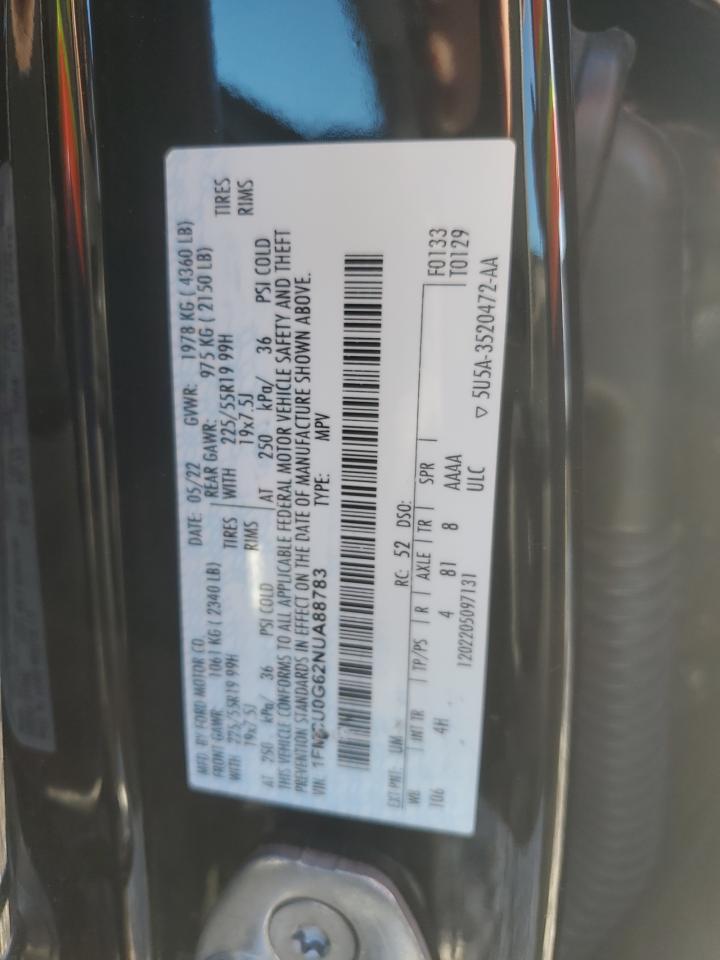 MFD. BY FORD MOTOR CO. DATE: 05/22 GVWR: 1978 KG ( 4360 LB)
FRONT GAWR: 1061 KG ( 2340 LB) REAR GAWR: 975 KG ( 2150 LB)
WITH 225/55R19 99H TIRES WITH 225/55R19 99H TIRES
19x7.5J RIMS 19x7.5J RIMS
AT 250 kPa/ 36 PSI COLD AT 250 kPa/ 36 PSI COLD
THIS VEHICLE CONFORMS TO ALL APPLICABLE FEDERAL MOTOR VEHICLE SAFETY AND THEFT
PREVENTION STANDARDS IN EFFECT ON THE DATE OF MANUFACTURE SHOWN ABOVE.
VIN: U0G62NUA88783 TYPE: MPV
EXT PNT: RC: 52 DSO: F0133
WB INT TR TP/PS R AXLE TR SPR T0129
106 4H 4 81 8 AAAA
1202205097131 ULC
▽ 5U5A-3520472-AA